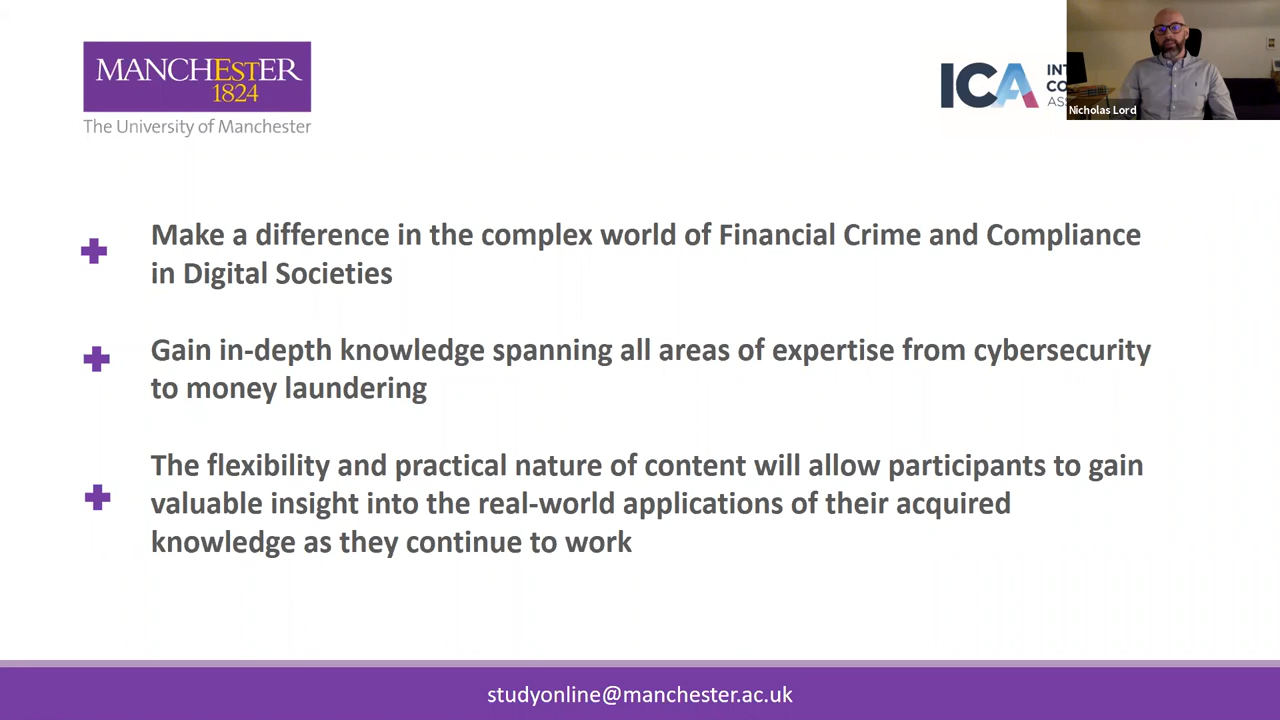 MANCHESTER
1824
The University of Manchester
ICA
Nicholas Lord
Make a difference in the complex world of Financial Crime and Compliance
in Digital Societies
Gain in-depth knowledge spanning all areas of expertise from cybersecurity
to money laundering
The flexibility and practical nature of content will allow participants to gain
valuable insight into the real-world applications of their acquired
knowledge as they continue to work
studyonline@manchester.ac.uk